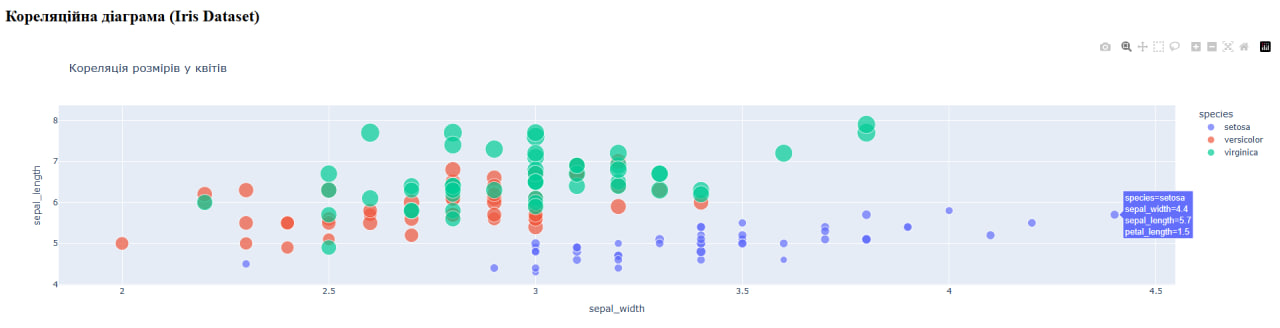 Кореляційна діаграма (Iris Dataset)
Кореляція розмірів у квітів
species
setosa
versicolor
virginica
8
7
6
5
4
sepal_length
species=setosa
sepal_width=4.4
sepal_length=5.7
petal_length=1.5
2
2.5
3
3.5
4
4.5
sepal_width